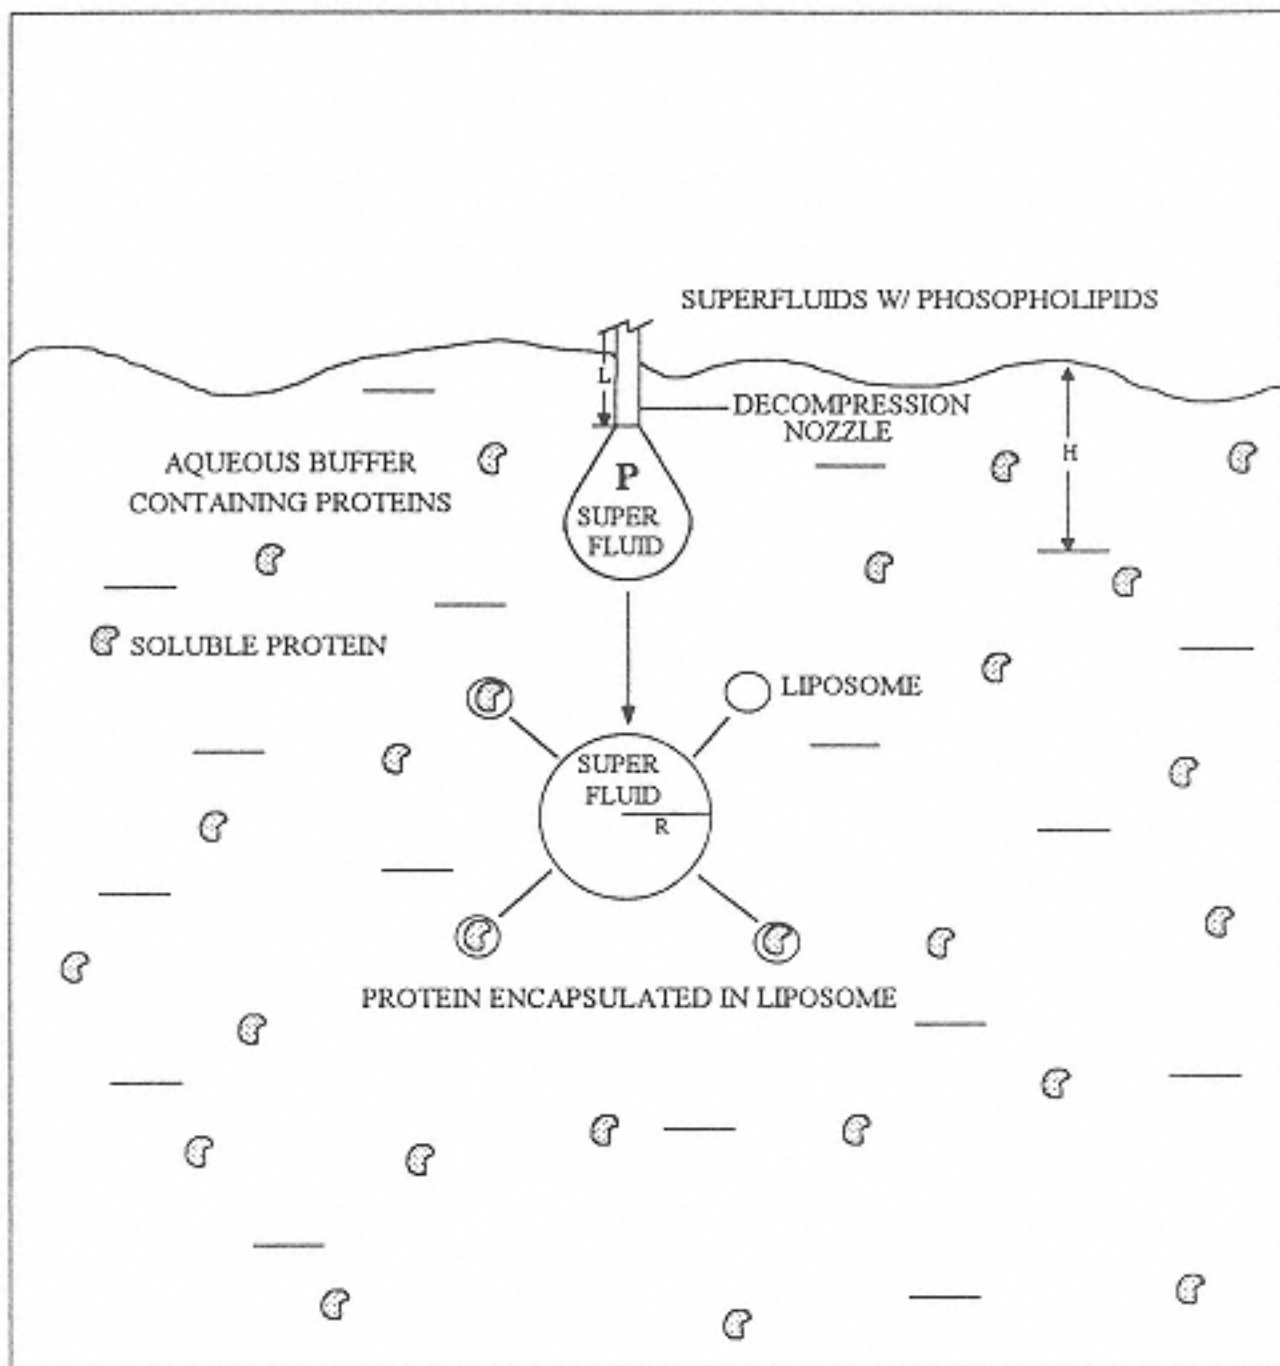 SUPERFLUIDS W/ PHOSOPHOLIPIDS
L
DECOMPRESSION
NOZZLE
H
AQUEOUS BUFFER
CONTAINING PROTEINS
P
SUPER
FLUID
SOLUBLE PROTEIN
LIPOSOME
SUPER
FLUID
R
PROTEIN ENCAPSULATED IN LIPOSOME